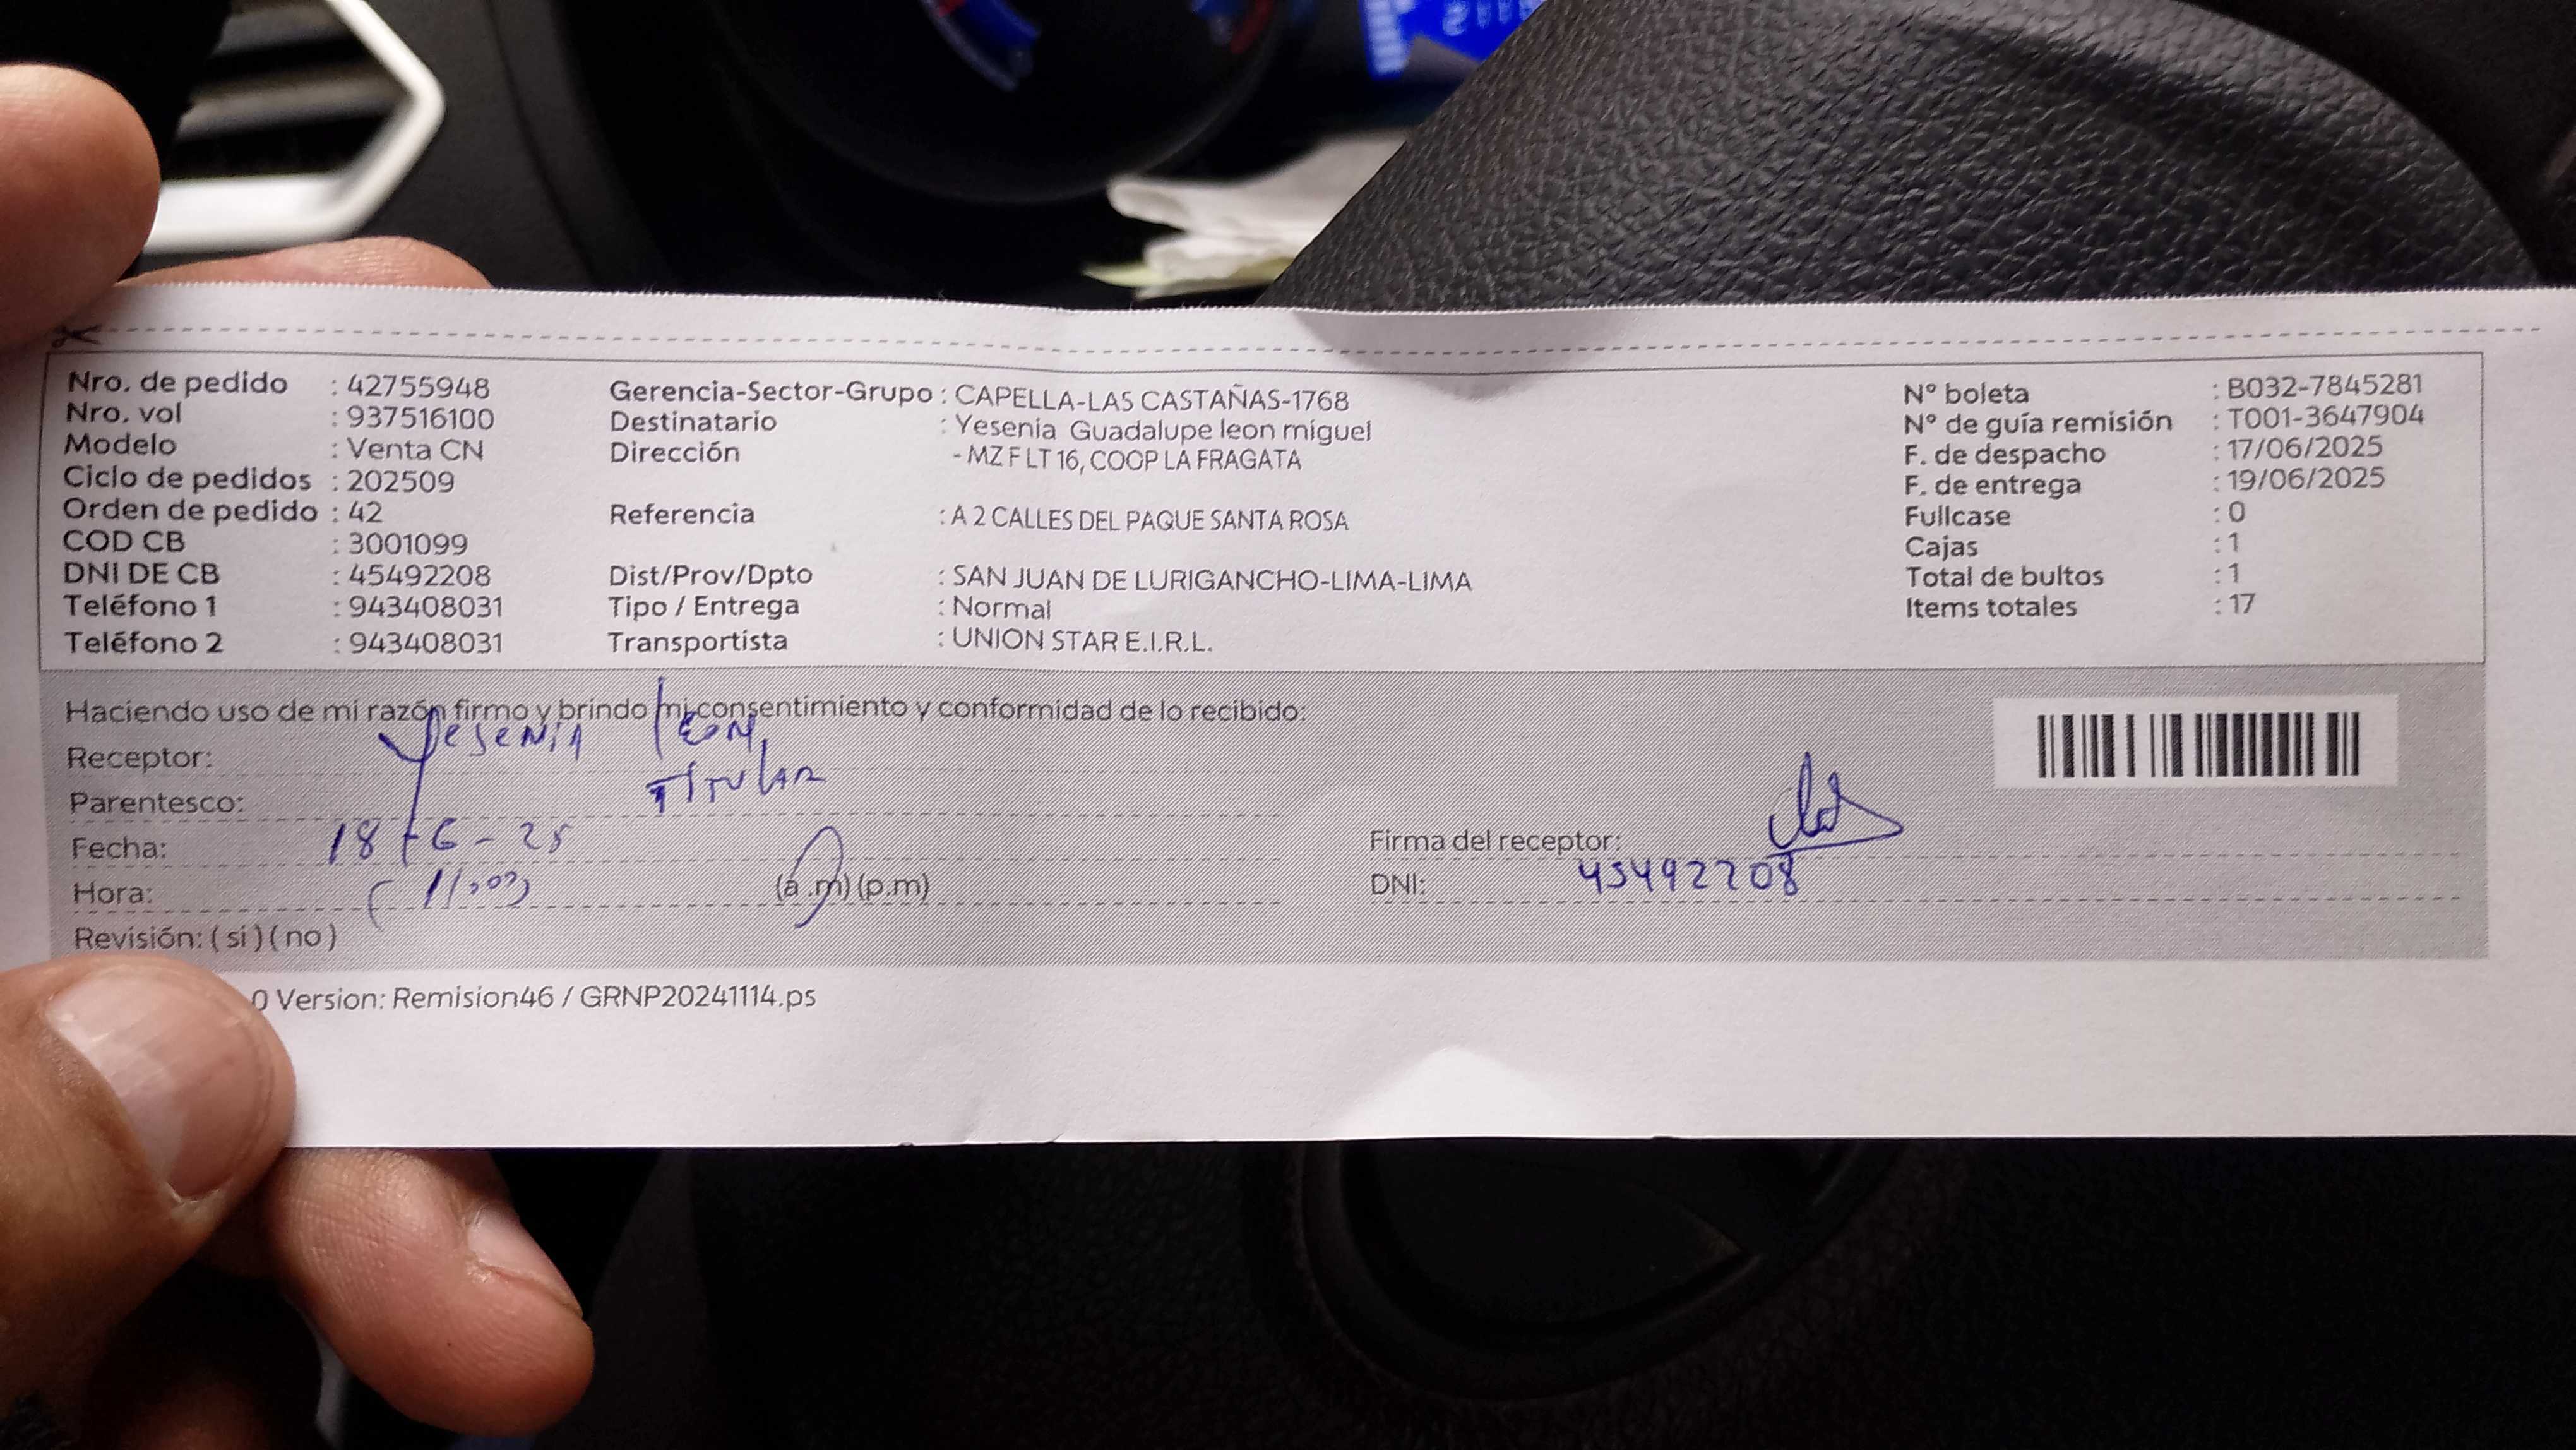 Nro. de pedido : 42755948
Nro. vol : 937516100
Modelo : Venta CN
Ciclo de pedidos : 202509
Orden de pedido : 42
COD CB : 3001099
DNI DE CB : 45492208
Teléfono 1 : 943408031
Teléfono 2 : 943408031
Gerencia-Sector-Grupo : CAPELLA-LAS CASTAÑAS-1768
Destinatario : Yesenia Guadalupe leon miguel
Dirección - MZ F LT 16, COOP LA FRAGATA
Referencia : A 2 CALLES DEL PAQUE SANTA ROSA
Dist/Prov/Dpto : SAN JUAN DE LURIGANCHO-LIMA-LIMA
Tipo / Entrega : Normal
Transportista : UNION STAR E.I.R.L.
N° boleta : B032-7845281
N° de guía remisión : T001-3647904
F. de despacho : 17/06/2025
F. de entrega : 19/06/2025
Fullcase : 0
Cajas : 1
Total de bultos : 1
Items totales : 17
Haciendo uso de mi razón firmo y brindo mi consentimiento y conformidad de lo recibido:
Receptor: Yesenia leon
Parentesco: TITULAR
Fecha: 18-6-25
Hora: (a.m) (p.m)
Revisión: ( si ) ( no )
Firma del receptor:
DNI: 45492208
0 Version: Remision46 / GRNP20241114.ps